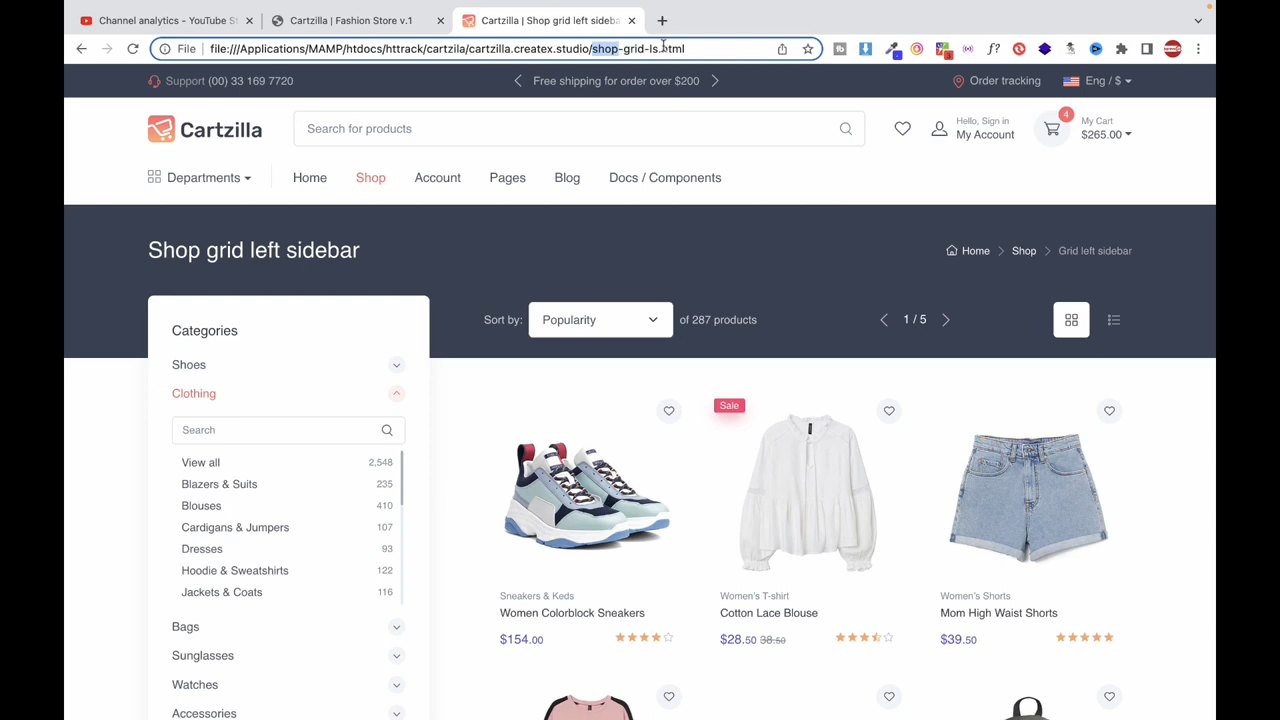 Channel analytics - YouTube S
Cartzilla | Fashion Store v.1
Cartzilla | Shop grid left sideba
File
file:///Applications/MAMP/htdocs/httrack/cartzila/cartzilla.createx.studio/shop-grid-ls.html
Support (00) 33 169 7720
Free shipping for order over $200
Order tracking
Eng / $
Cartzilla
Search for products
Hello, Sign in
My Account
4
My Cart
$265.00
Departments
Home
Shop
Account
Pages
Blog
Docs / Components
Shop grid left sidebar
Home
Shop
Grid left sidebar
Categories
Sort by:
Popularity
of 287 products
1 / 5
Shoes
Clothing
Search
View all 2,548
Blazers & Suits 235
Blouses 410
Cardigans & Jumpers 107
Dresses 93
Hoodie & Sweatshirts 122
Jackets & Coats 116
Bags
Sunglasses
Watches
Accessories
Sneakers & Keds
Women Colorblock Sneakers
$154.00
Sale
Women's T-shirt
Cotton Lace Blouse
$28.50 38.50
Women's Shorts
Mom High Waist Shorts
$39.50